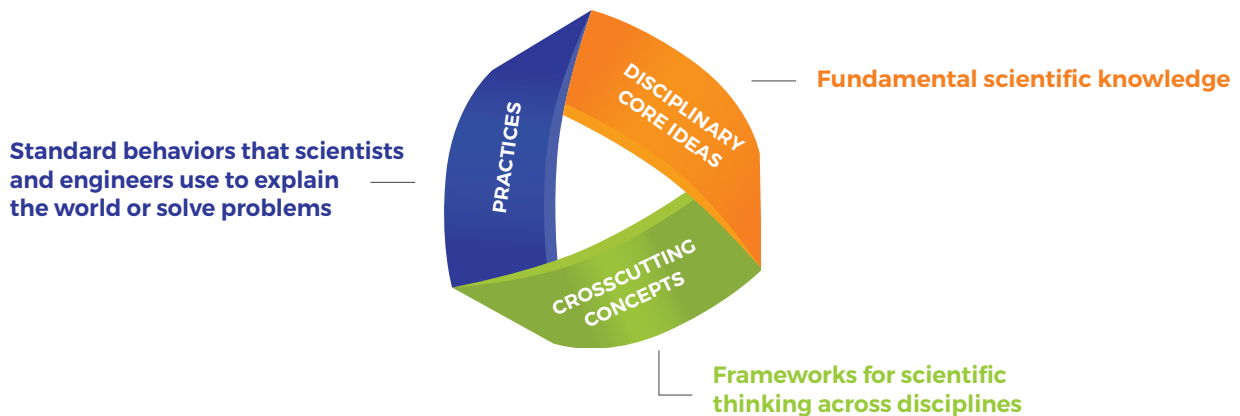 DISCIPLINARY
CORE IDEAS
Fundamental scientific knowledge
PRACTICES
Standard behaviors that scientists
and engineers use to explain
the world or solve problems
CROSSCUTTING
CONCEPTS
Frameworks for scientific
thinking across disciplines